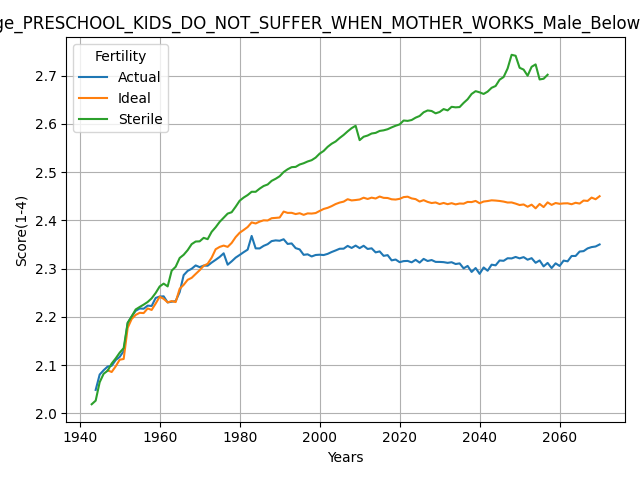 ge_PRESCHOOL_KIDS_DO_NOT_SUFFER_WHEN_MOTHER_WORKS_Male_Below
Fertility
Actual
Ideal
Sterile
2.7
2.6
2.5
2.4
2.3
2.2
2.1
2.0
Score(1-4)
1940 1960 1980 2000 2020 2040 2060
Years